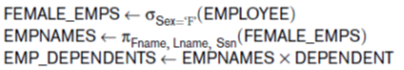 FEMALE_EMPS ← σSex=‘F’(EMPLOYEE)
EMPNAMES ← πFname, Lname, Ssn(FEMALE_EMPS)
EMP_DEPENDENTS ← EMPNAMES × DEPENDENT